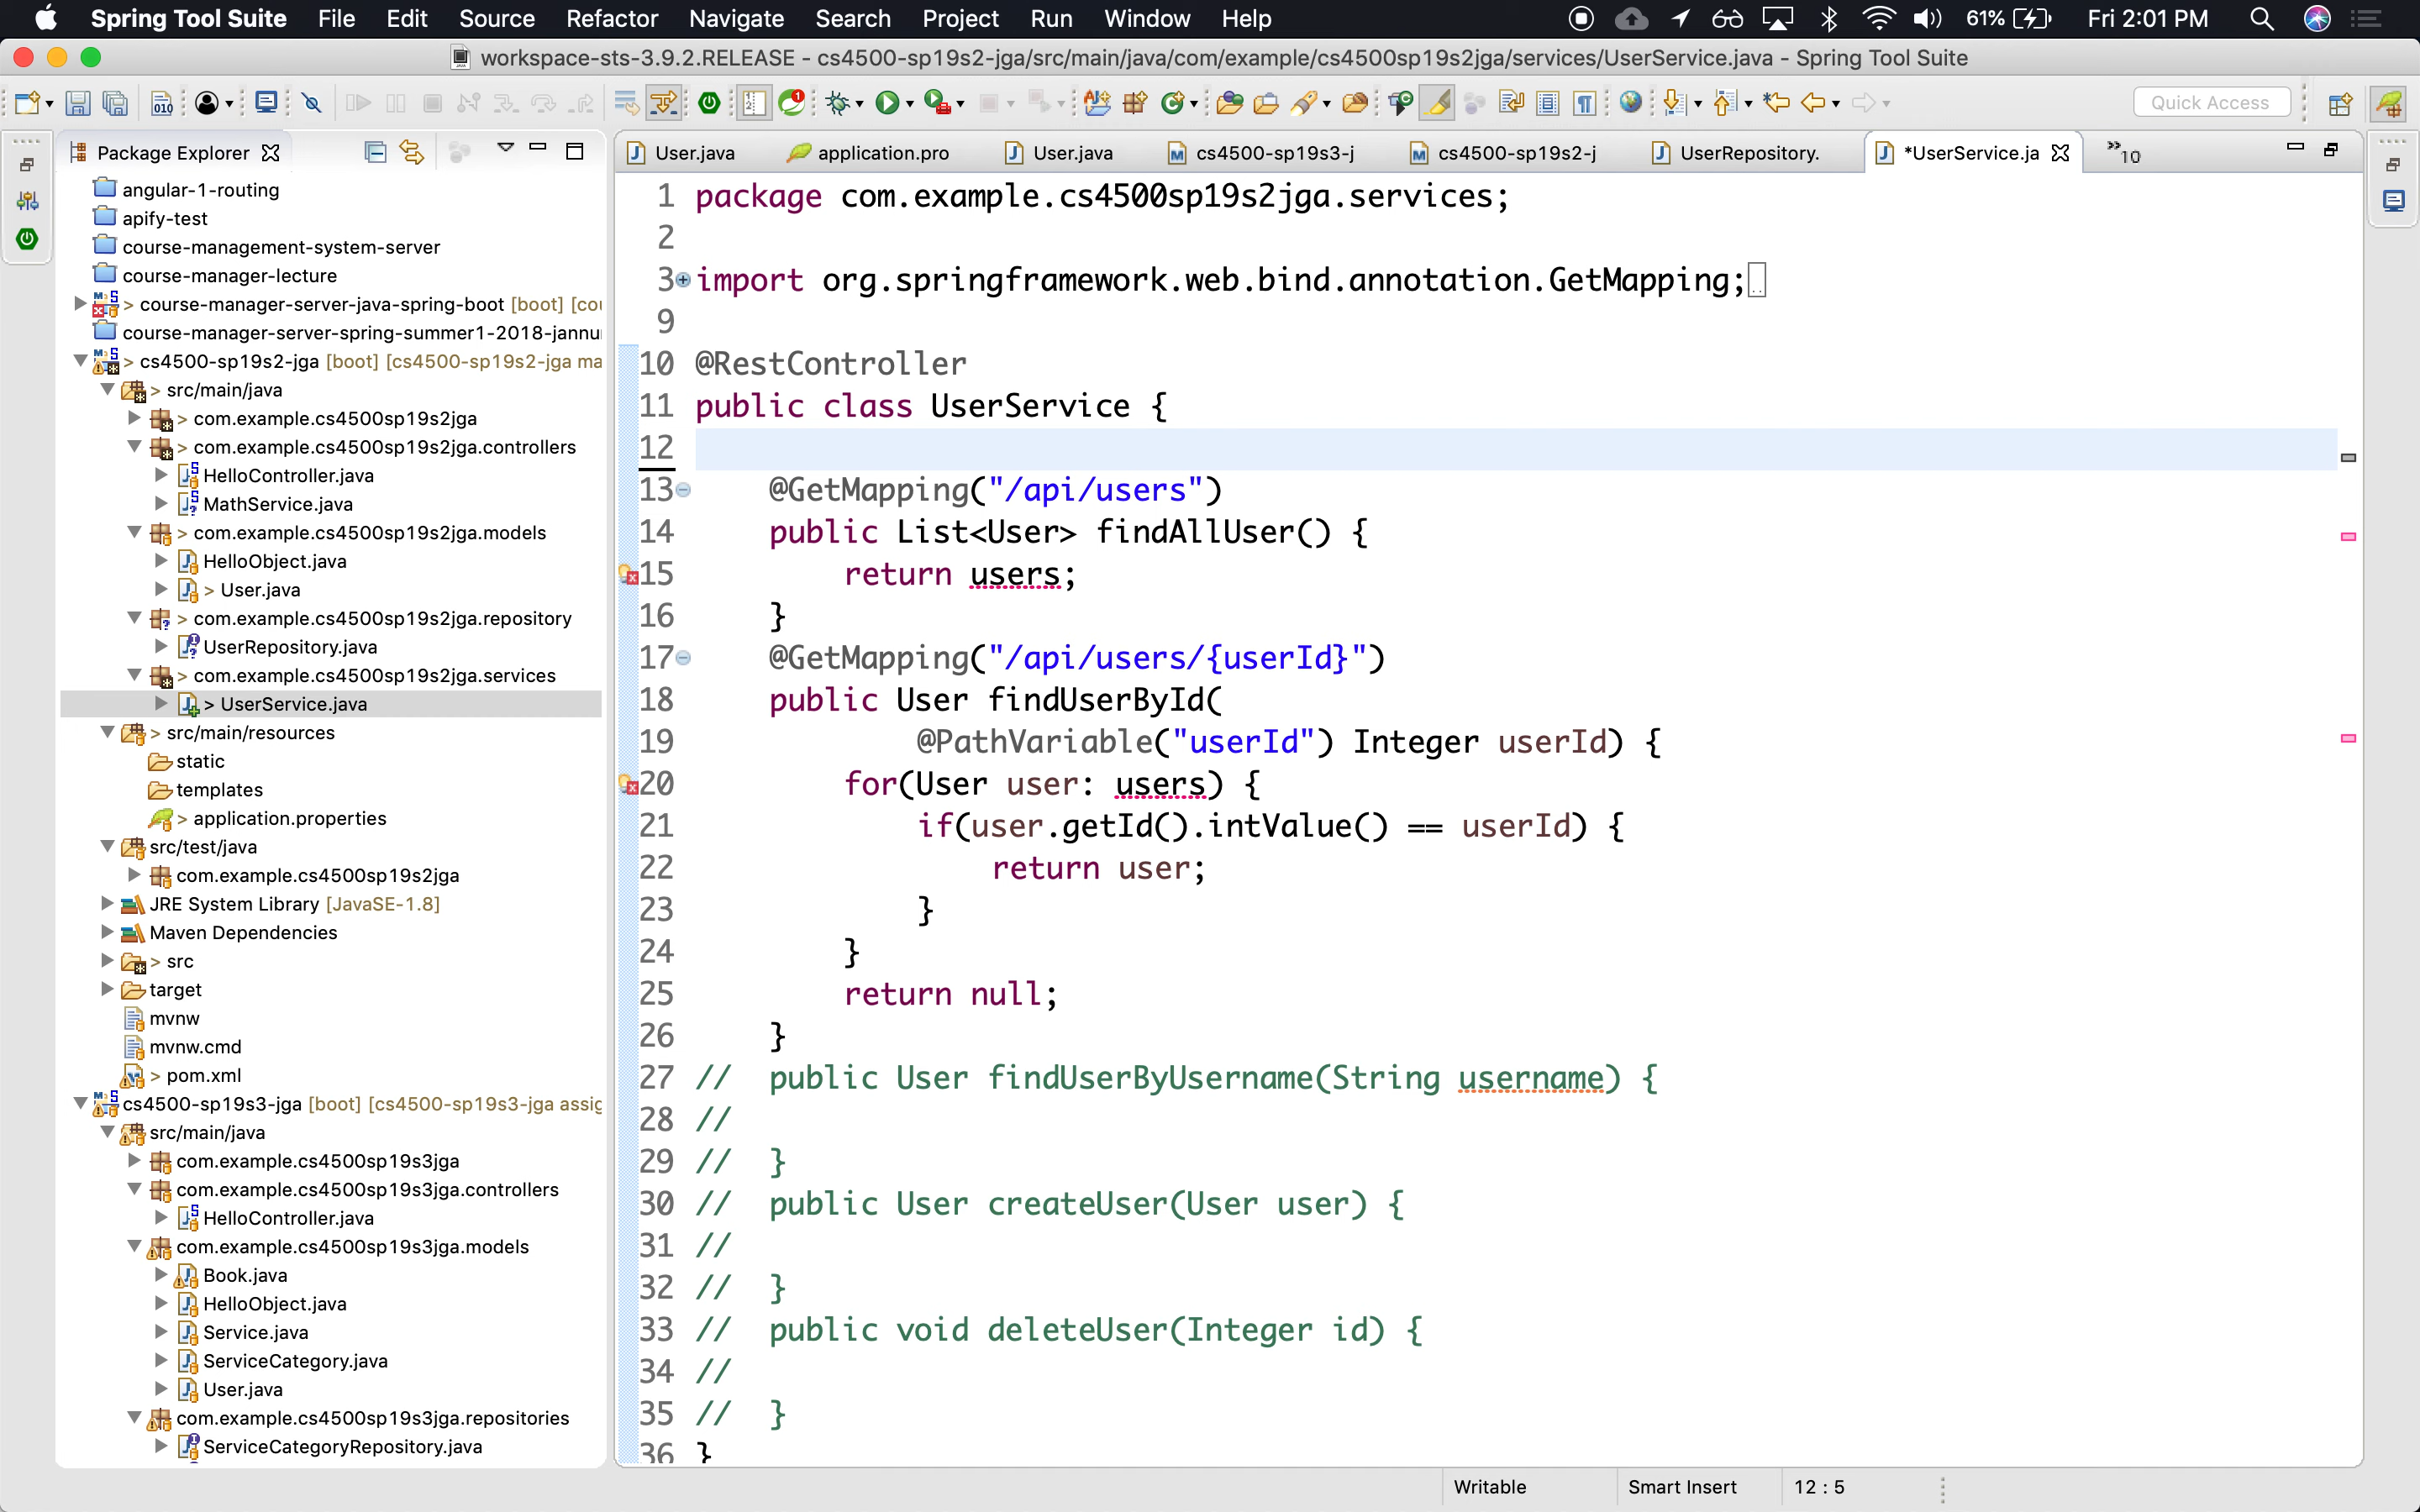 Spring Tool Suite File Edit Source Refactor Navigate Search Project Run Window Help 61% Fri 2:01 PM
workspace-sts-3.9.2.RELEASE - cs4500-sp19s2-jga/src/main/java/com/example/cs4500sp19s2jga/services/UserService.java - Spring Tool Suite
Quick Access
Package Explorer
User.java application.pro User.java cs4500-sp19s3-j cs4500-sp19s2-j UserRepository. *UserService.ja »10
angular-1-routing
apify-test
course-management-system-server
course-manager-lecture
> course-manager-server-java-spring-boot [boot] [cou
course-manager-server-spring-summer1-2018-jannu
> cs4500-sp19s2-jga [boot] [cs4500-sp19s2-jga ma
> src/main/java
> com.example.cs4500sp19s2jga
> com.example.cs4500sp19s2jga.controllers
HelloController.java
MathService.java
> com.example.cs4500sp19s2jga.models
HelloObject.java
> User.java
> com.example.cs4500sp19s2jga.repository
UserRepository.java
> com.example.cs4500sp19s2jga.services
> UserService.java
> src/main/resources
static
templates
> application.properties
src/test/java
com.example.cs4500sp19s2jga
JRE System Library [JavaSE-1.8]
Maven Dependencies
> src
target
mvnw
mvnw.cmd
> pom.xml
cs4500-sp19s3-jga [boot] [cs4500-sp19s3-jga assig
src/main/java
com.example.cs4500sp19s3jga
com.example.cs4500sp19s3jga.controllers
HelloController.java
com.example.cs4500sp19s3jga.models
Book.java
HelloObject.java
Service.java
ServiceCategory.java
User.java
com.example.cs4500sp19s3jga.repositories
ServiceCategoryRepository.java
1 package com.example.cs4500sp19s2jga.services;
2
3 import org.springframework.web.bind.annotation.GetMapping;
9
10 @RestController
11 public class UserService {
12
13 @GetMapping("/api/users")
14 public List<User> findAllUser() {
15 return users;
16 }
17 @GetMapping("/api/users/{userId}")
18 public User findUserById(
19 @PathVariable("userId") Integer userId) {
20 for(User user: users) {
21 if(user.getId().intValue() == userId) {
22 return user;
23 }
24 }
25 return null;
26 }
27 // public User findUserByUsername(String username) {
28 //
29 // }
30 // public User createUser(User user) {
31 //
32 // }
33 // public void deleteUser(Integer id) {
34 //
35 // }
36 }
Writable Smart Insert 12 : 5